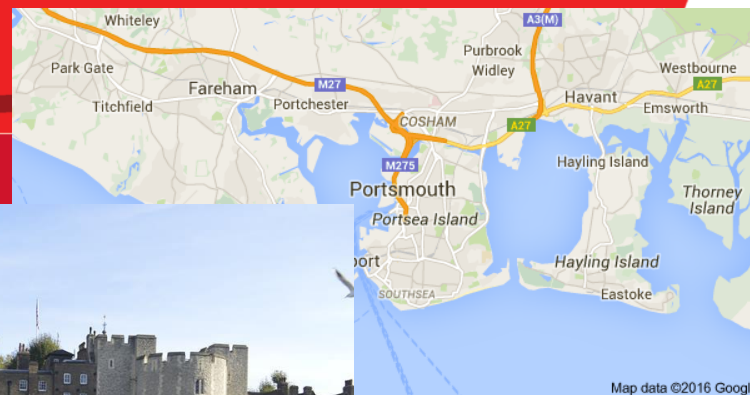 Whiteley
A3(M)
Purbrook
Widley
Park Gate
Westbourne
M27
A27
Fareham
Havant
Titchfield
Portchester
Emsworth
COSHAM
A27
M275
Hayling Island
Portsmouth
Thorney
Island
Portsea Island
port
Hayling Island
SOUTHSEA
Eastoke
Map data ©2016 Googl